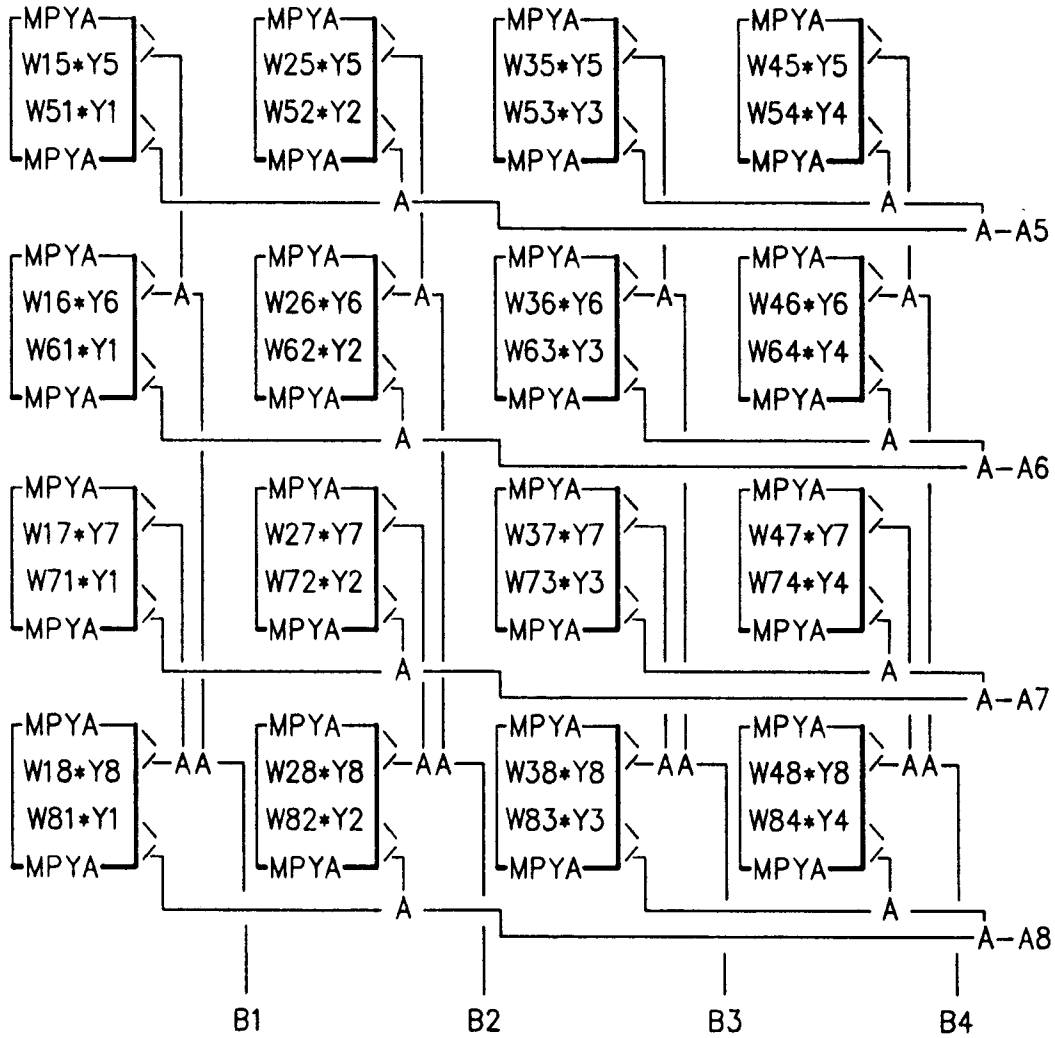 MPYA MPYA MPYA MPYA
W15*Y5 W25*Y5 W35*Y5 W45*Y5
W51*Y1 W52*Y2 W53*Y3 W54*Y4
MPYA MPYA MPYA MPYA
A A
A-A5
MPYA MPYA MPYA MPYA
W16*Y6 A W26*Y6 A W36*Y6 A W46*Y6 A
W61*Y1 W62*Y2 W63*Y3 W64*Y4
MPYA MPYA MPYA MPYA
A A
A-A6
MPYA MPYA MPYA MPYA
W17*Y7 W27*Y7 W37*Y7 W47*Y7
W71*Y1 W72*Y2 W73*Y3 W74*Y4
MPYA MPYA MPYA MPYA
A A
A-A7
MPYA MPYA MPYA MPYA
W18*Y8 AA W28*Y8 AA W38*Y8 AA W48*Y8 AA
W81*Y1 W82*Y2 W83*Y3 W84*Y4
MPYA MPYA MPYA MPYA
A A
A-A8
B1 B2 B3 B4